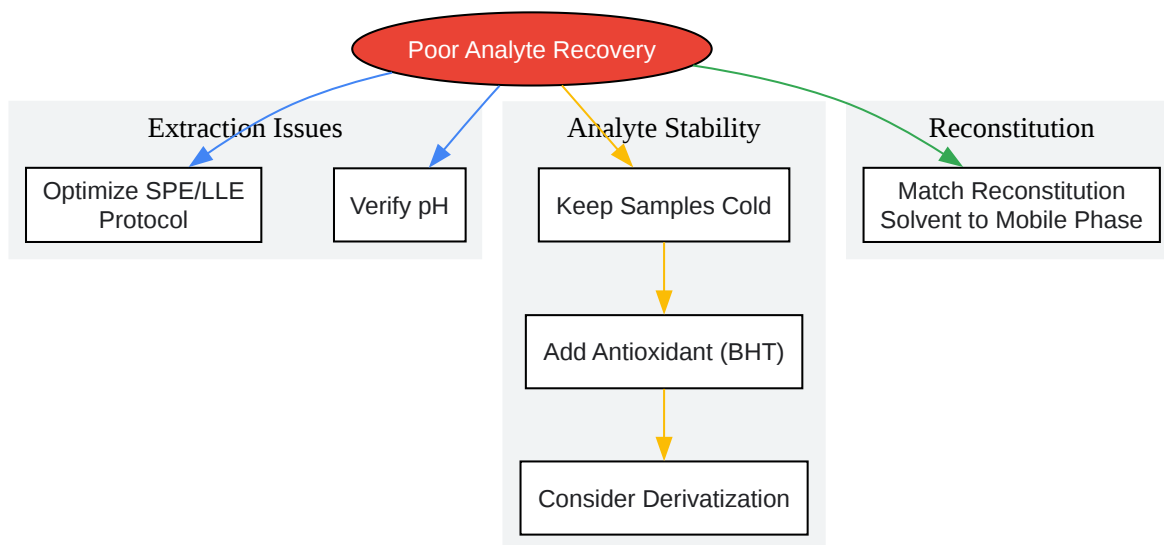 Poor Analyte Recovery
Extraction Issues
Analyte Stability
Reconstitution
Optimize SPE/LLE
Protocol
Verify pH
Keep Samples Cold
Match Reconstitution
Solvent to Mobile Phase
Add Antioxidant (BHT)
Consider Derivatization